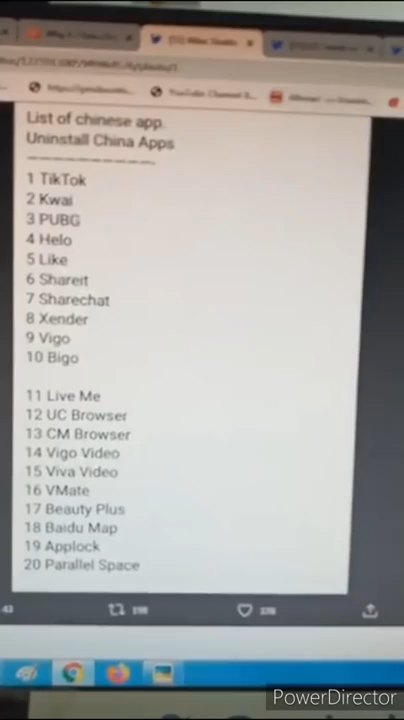 List of chinese app.
Uninstall China Apps
————————————.
1 TikTok
2 Kwai
3 PUBG
4 Helo
5 Like
6 Shareit
7 Sharechat
8 Xender
9 Vigo
10 Bigo
11 Live Me
12 UC Browser
13 CM Browser
14 Vigo Video
15 Viva Video
16 VMate
17 Beauty Plus
18 Baidu Map
19 Applock
20 Parallel Space
43
PowerDirector